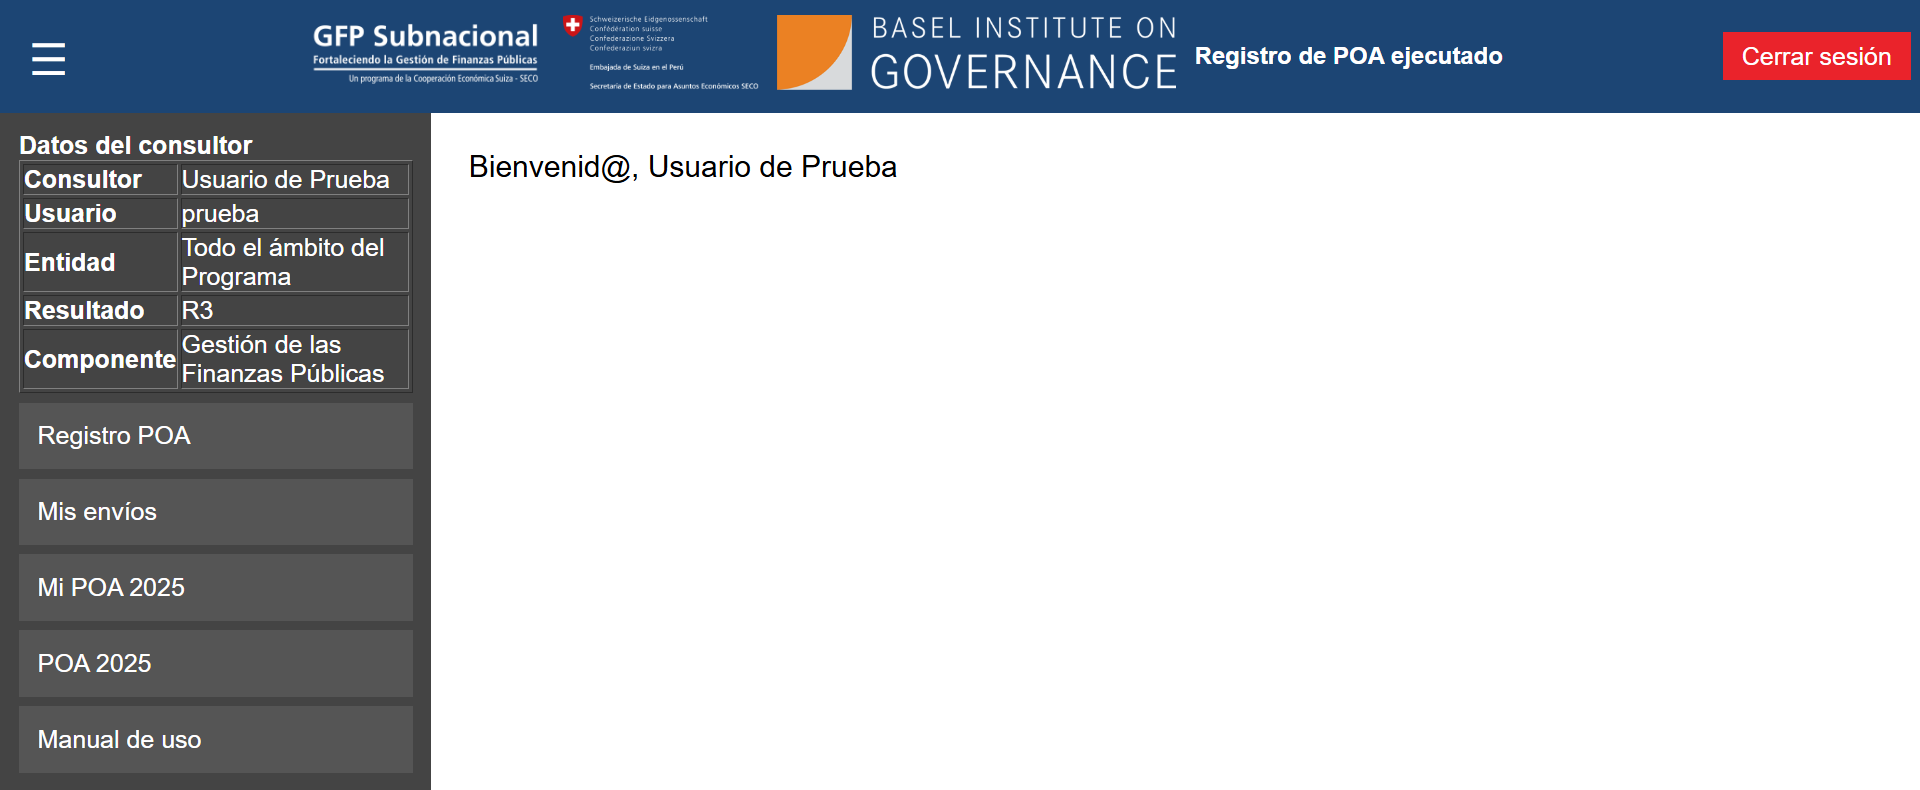 GFP Subnacional
Fortaleciendo la Gestión de Finanzas Públicas
Un programa de la Cooperación Económica Suiza - SECO
Schweizerische Eidgenossenschaft
Confédération suisse
Confederazione Svizzera
Confederaziun svizra
Embajada de Suiza en el Perú
Secretaría de Estado para Asuntos Económicos SECO
BASEL INSTITUTE ON
GOVERNANCE
Registro de POA ejecutado
Cerrar sesión
Datos del consultor
Consultor Usuario de Prueba
Usuario prueba
Entidad Todo el ámbito del
Programa
Resultado R3
Componente Gestión de las
Finanzas Públicas
Registro POA
Mis envíos
Mi POA 2025
POA 2025
Manual de uso
Bienvenid@, Usuario de Prueba